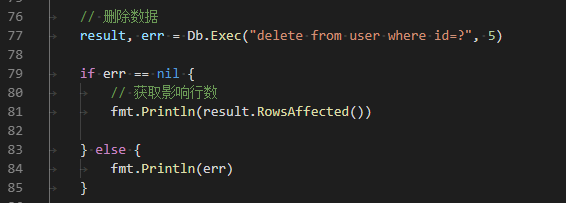 76 // 删除数据
77 result, err = Db.Exec("delete from user where id=?", 5)
78
79 if err == nil {
80 // 获取影响行数
81 fmt.Println(result.RowsAffected())
82
83 } else {
84 fmt.Println(err)
85 }